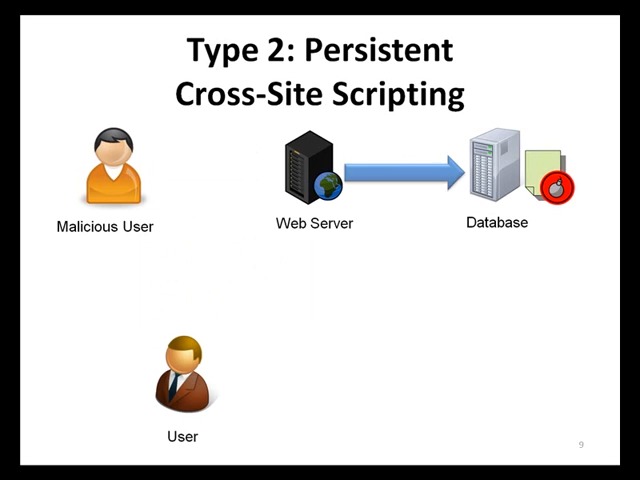 Type 2: Persistent
Cross-Site Scripting
Malicious User
Web Server
Database
User
9